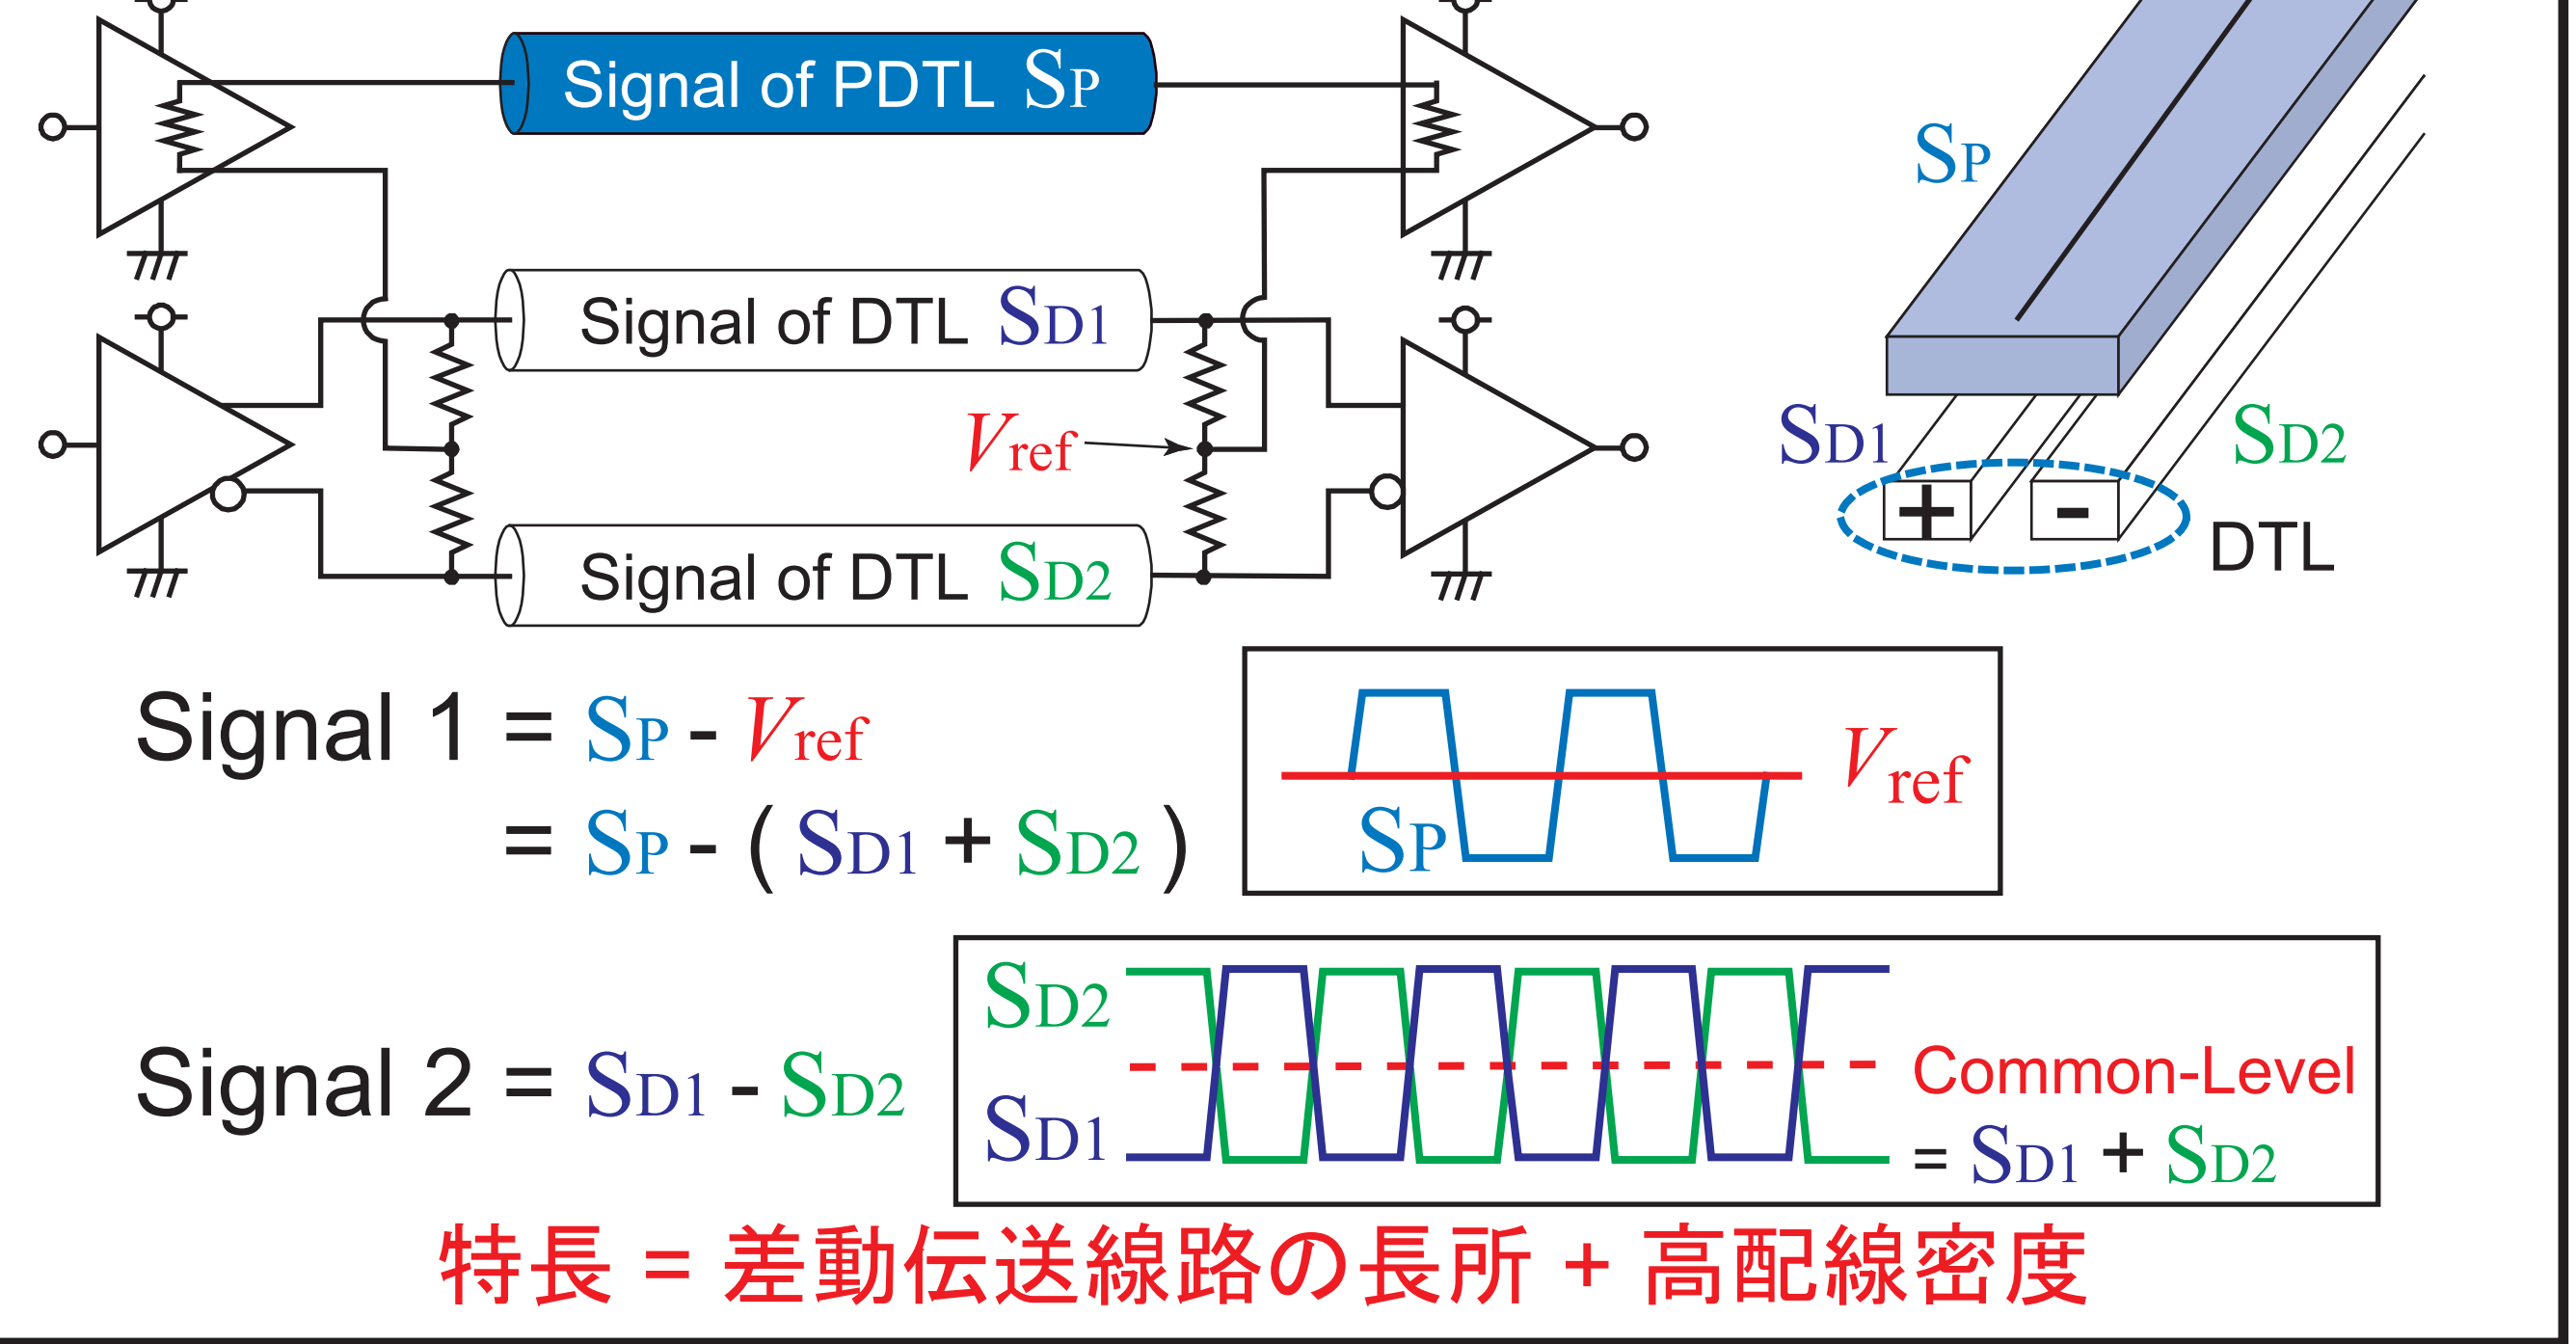 Signal of PDTL SP
SP
Signal of DTL SD1
Vref
SD1
SD2
+ -
DTL
Signal of DTL SD2
Signal 1 = SP - Vref
= SP - ( SD1 + SD2 )
Vref
SP
Signal 2 = SD1 - SD2
SD2
SD1
Common-Level
= SD1 + SD2
特長 = 差動伝送線路の長所 + 高配線密度